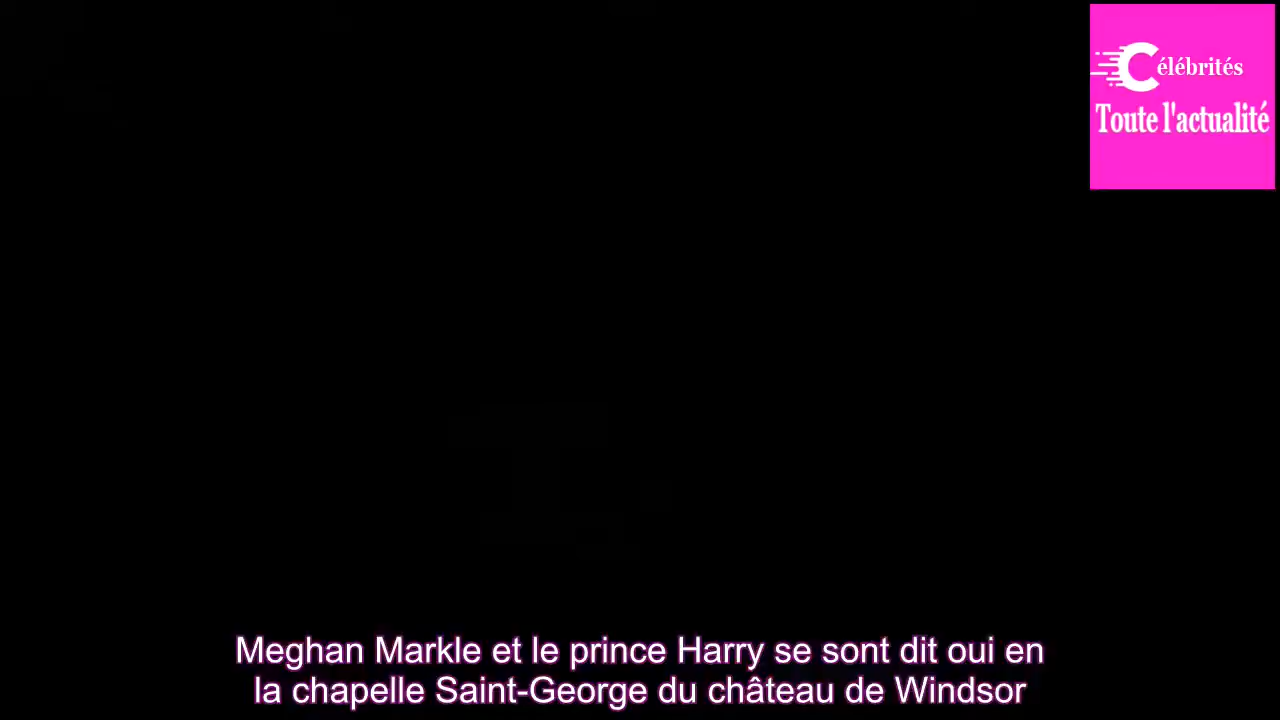 Célébrités
Toute l'actualité
Meghan Markle et le prince Harry se sont dit oui en
la chapelle Saint-George du château de Windsor